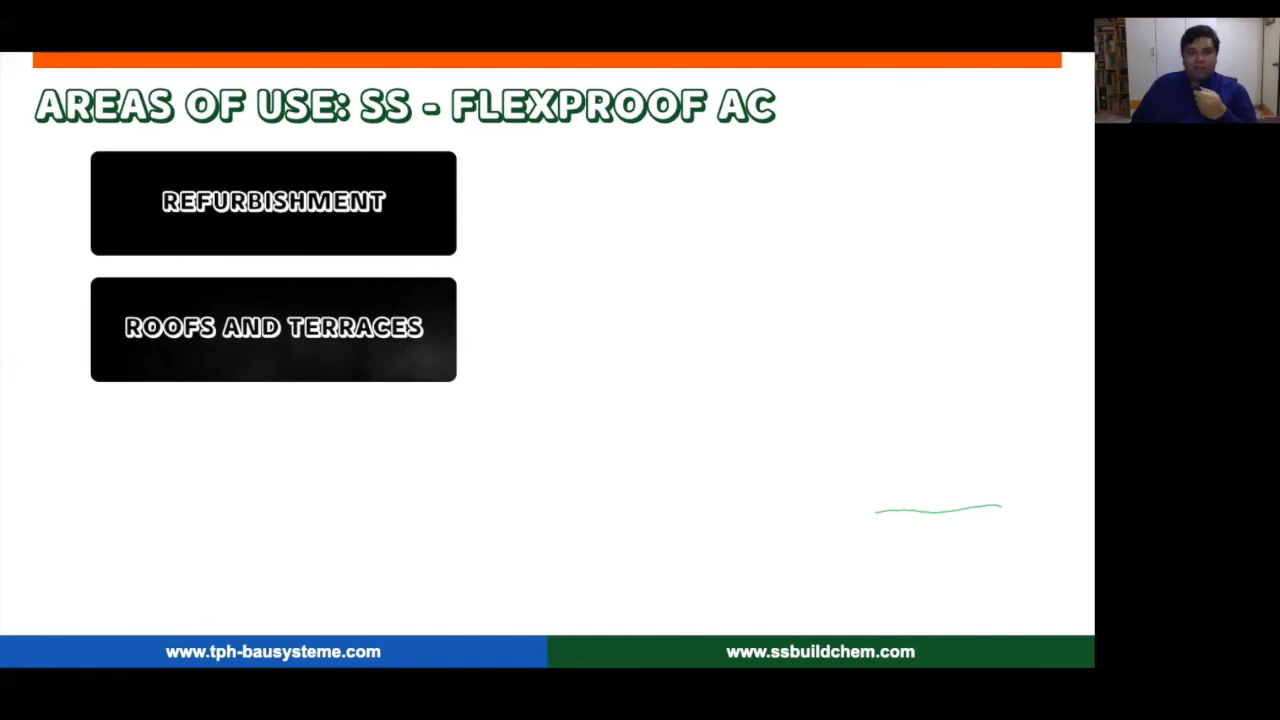 AREAS OF USE: SS - FLEXPROOF AC
REFURBISHMENT
ROOFS AND TERRACES
www.tph-bausysteme.com
www.ssbuildchem.com